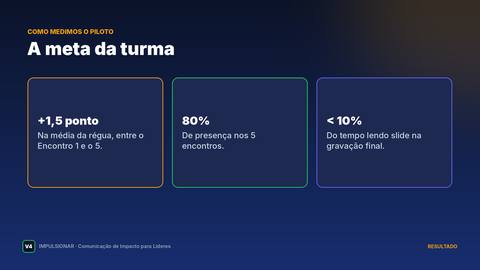 COMO MEDIMOS O PILOTO
A meta da turma
+1,5 ponto
Na média da régua, entre o
Encontro 1 e o 5.
80%
De presença nos 5
encontros.
< 10%
Do tempo lendo slide na
gravação final.
V4 IMPULSIONAR · Comunicação de Impacto para Líderes
RESULTADO